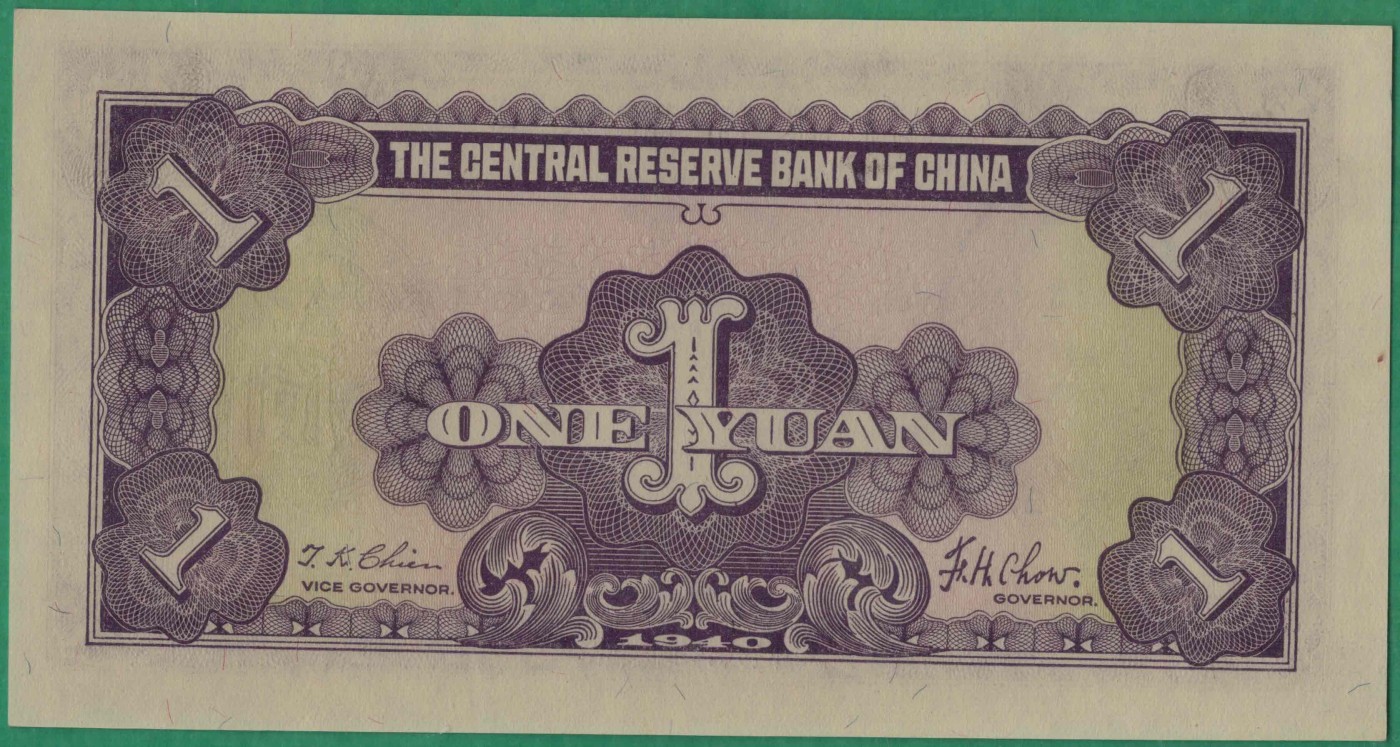 THE CENTRAL RESERVE BANK OF CHINA
1 1
1
ONE YUAN
1 1
T. K. Chien
VICE GOVERNOR.
F. H. Chow.
GOVERNOR.
1940